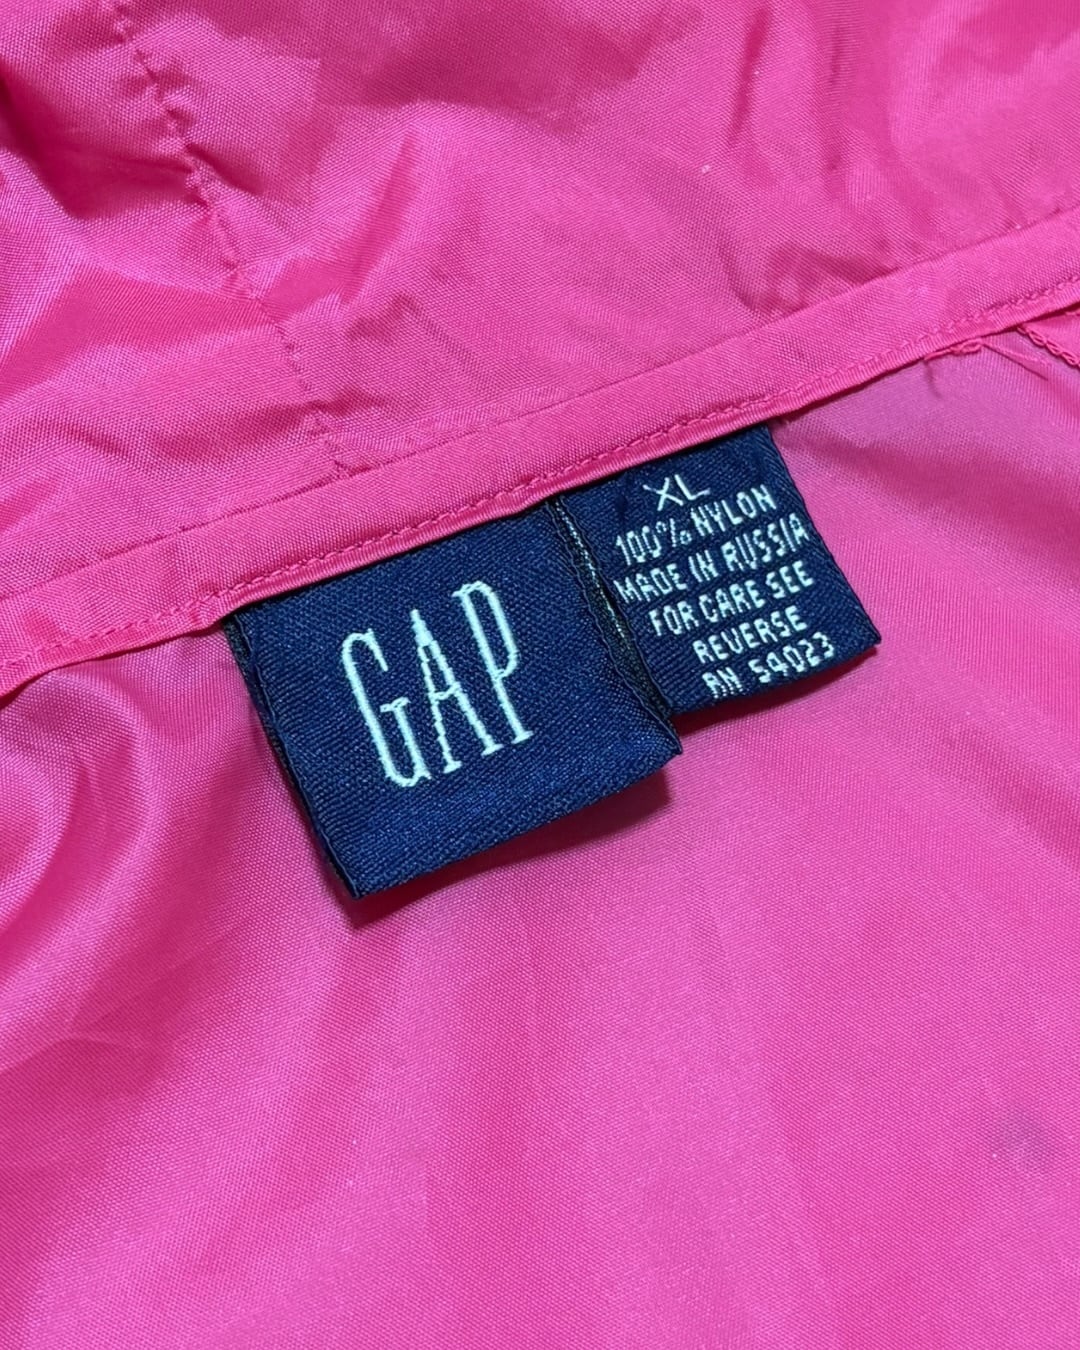 GAP
XL
100% NYLON
MADE IN RUSSIA
FOR CARE SEE
REVERSE
RN 54023